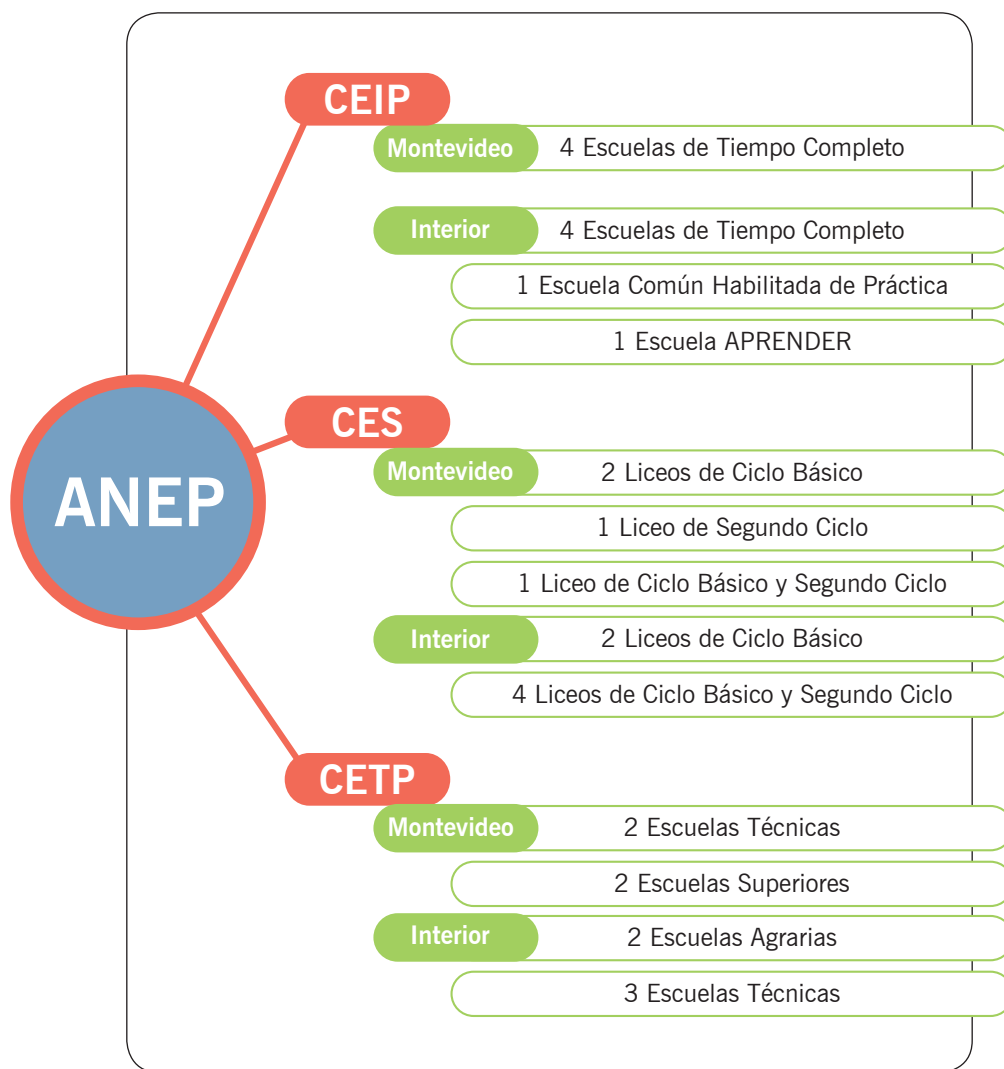 CEIP
Montevideo
4 Escuelas de Tiempo Completo
Interior
4 Escuelas de Tiempo Completo
1 Escuela Común Habilitada de Práctica
1 Escuela APRENDER
ANEP
CES
Montevideo
2 Liceos de Ciclo Básico
1 Liceo de Segundo Ciclo
1 Liceo de Ciclo Básico y Segundo Ciclo
Interior
2 Liceos de Ciclo Básico
4 Liceos de Ciclo Básico y Segundo Ciclo
CETP
Montevideo
2 Escuelas Técnicas
2 Escuelas Superiores
Interior
2 Escuelas Agrarias
3 Escuelas Técnicas